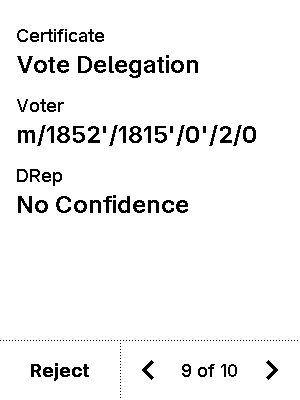 Certificate
Vote Delegation
Voter
m/1852'/1815'/0'/2/0
DRep
No Confidence
Reject
9 of 10